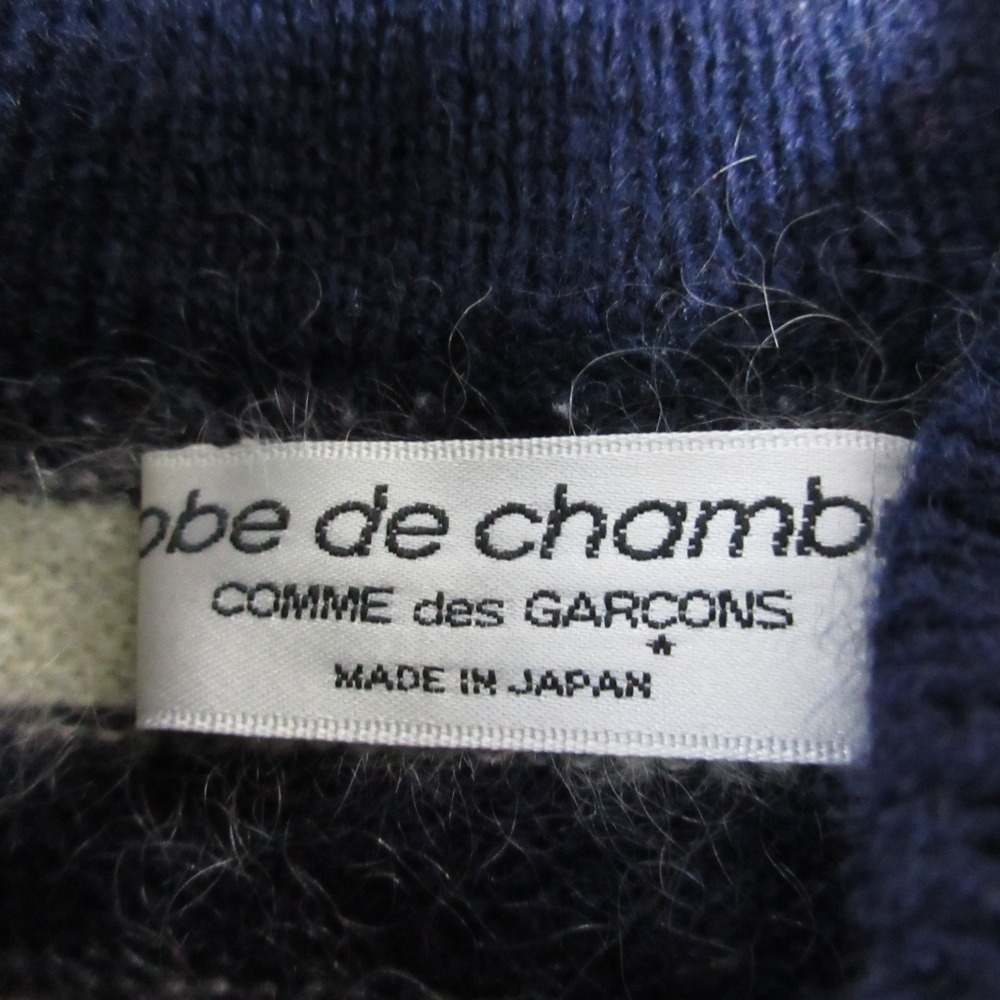 obe de chamb
COMME des GARÇONS
*
MADE IN JAPAN